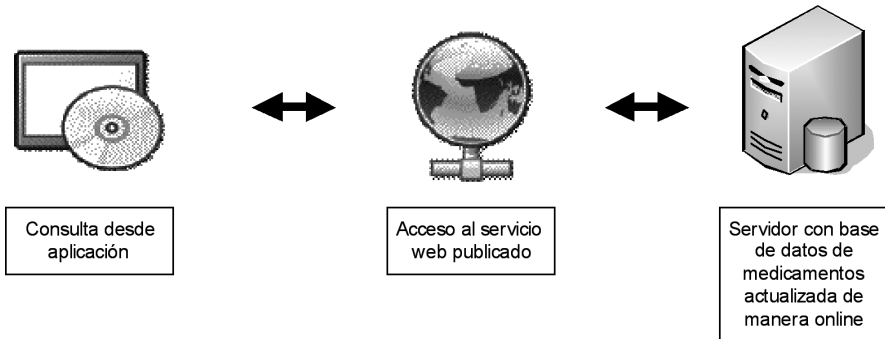 Consulta desde
aplicación
Acceso al servicio
web publicado
Servidor con base
de datos de
medicamentos
actualizada de
manera online